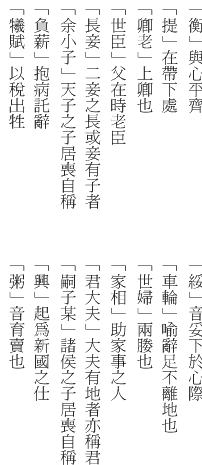 「衡」與心平齊
「綏」音妥下於心際
「提」在帶下處
「車輪」喻辭足不離地也
「卿老」上卿也
「世婦」兩媵也
「世臣」父在時老臣
「家相」助家事之人
「長妾」二妾之長或妾有子者
「君大夫」大夫有地者亦稱君
「余小子」天子之子居喪自稱
「嗣子某」諸侯之子居喪自稱
「負薪」抱病託辭
「興」起爲新國之仕
「犧賦」以稅出牲
「粥」音育賣也